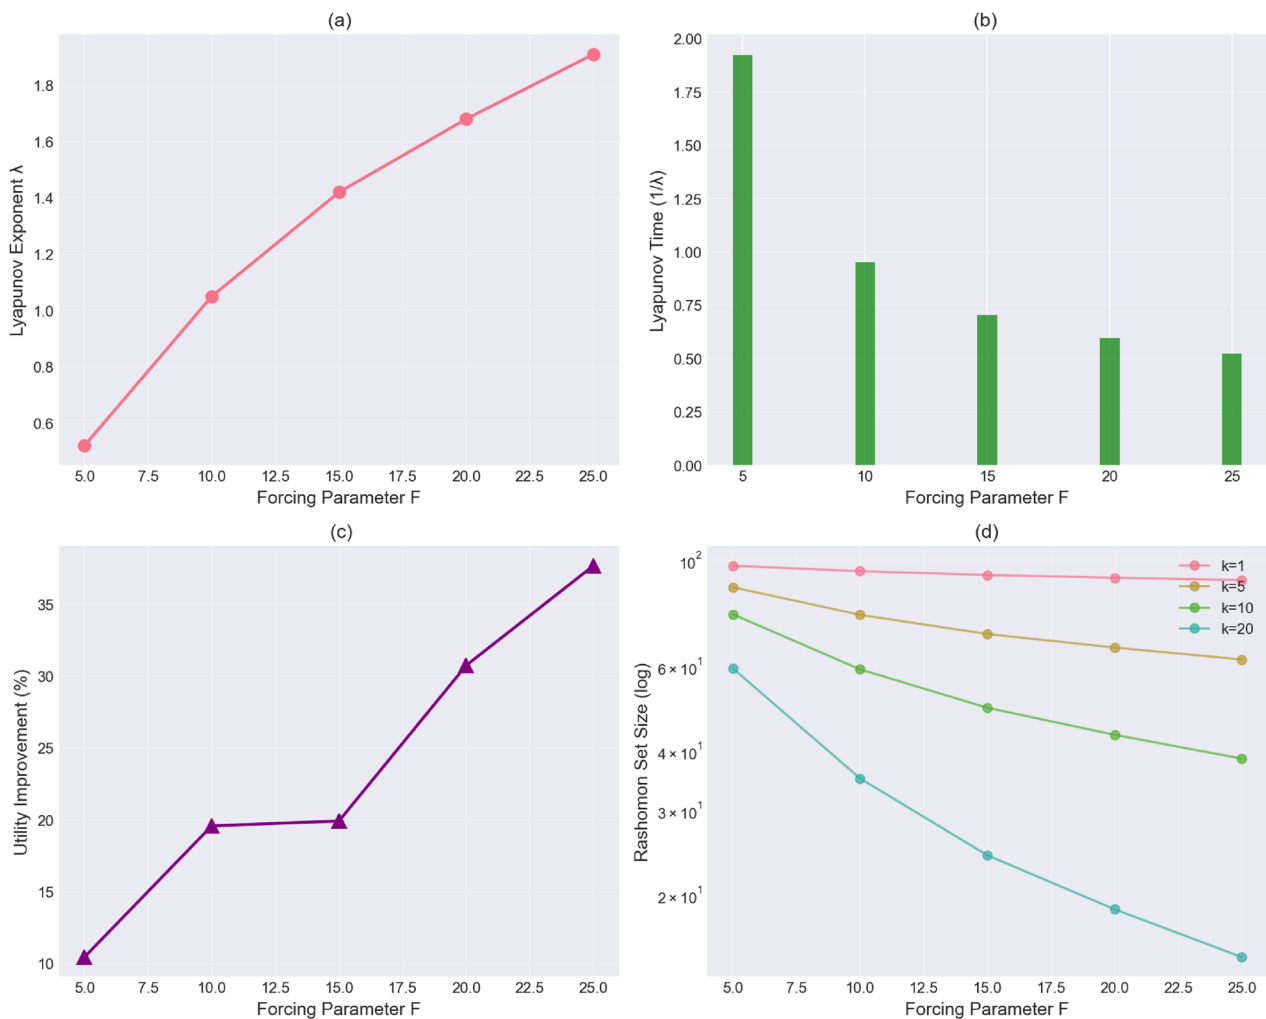 (a)
Lyapunov Exponent λ
1.8
1.6
1.4
1.2
1.0
0.8
0.6
5.0 7.5 10.0 12.5 15.0 17.5 20.0 22.5 25.0
Forcing Parameter F
(b)
Lyapunov Time (1/λ)
2.00
1.75
1.50
1.25
1.00
0.75
0.50
0.25
0.00
5 10 15 20 25
Forcing Parameter F
(c)
Utility Improvement (%)
35
30
25
20
15
10
5.0 7.5 10.0 12.5 15.0 17.5 20.0 22.5 25.0
Forcing Parameter F
(d)
Rashomon Set Size (log)
10²
6 × 10¹
4 × 10¹
3 × 10¹
2 × 10¹
k=1
k=5
k=10
k=20
5.0 7.5 10.0 12.5 15.0 17.5 20.0 22.5 25.0
Forcing Parameter F